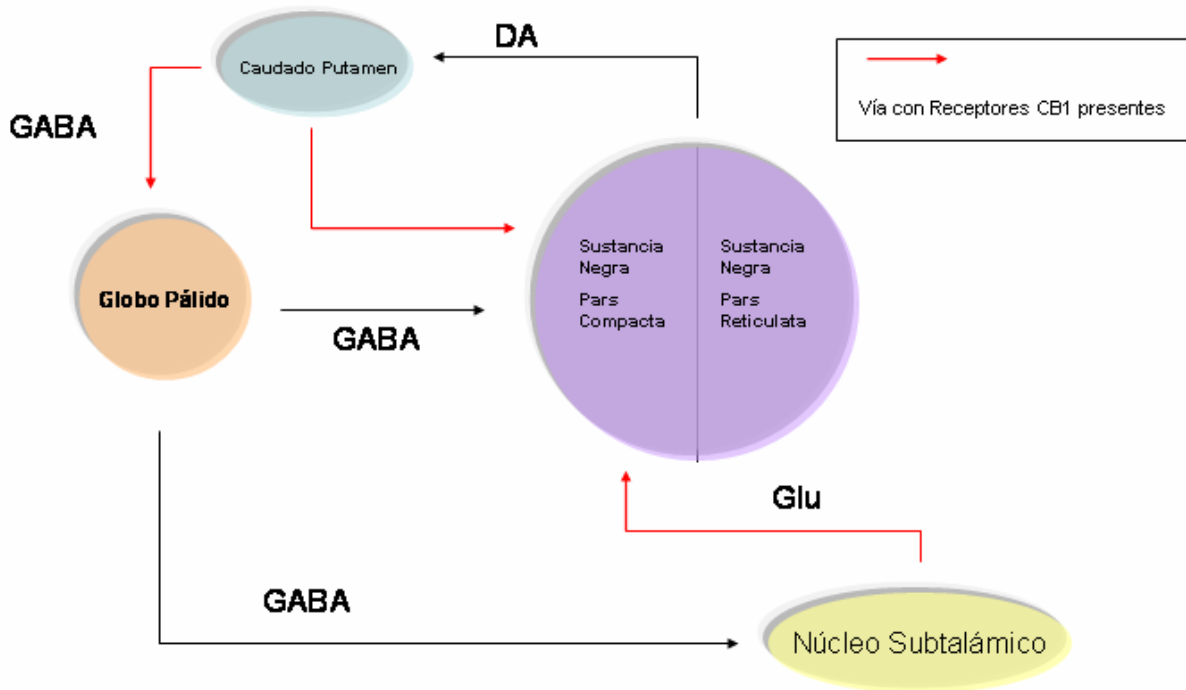 DA
Caudado Putamen
Vía con Receptores CB1 presentes
GABA
Sustancia
Negra
Pars
Compacta
Sustancia
Negra
Pars
Reticulata
Globo Pálido
GABA
Glu
GABA
Núcleo Subtalámico